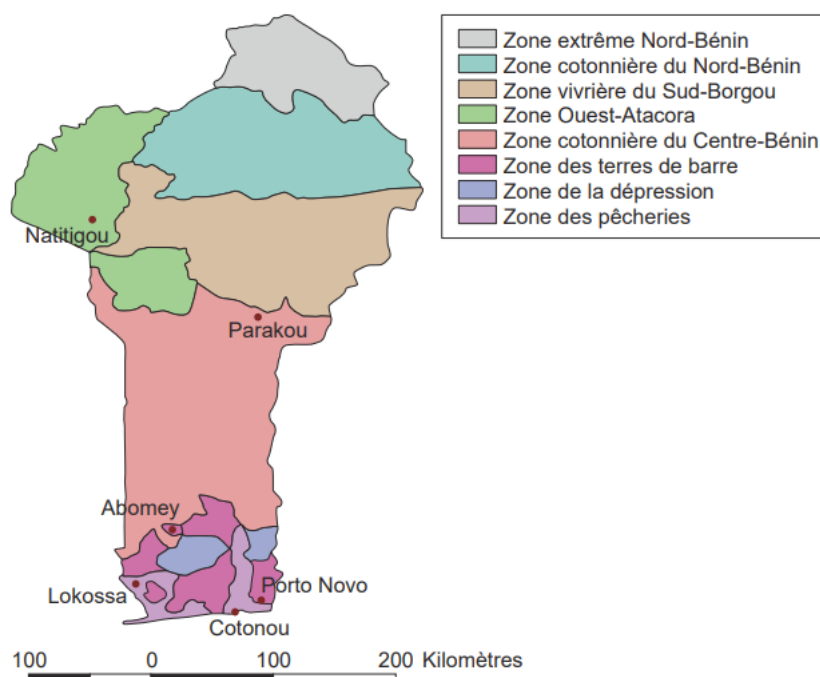 Zone extrême Nord-Bénin
Zone cotonnière du Nord-Bénin
Zone vivrière du Sud-Borgou
Zone Ouest-Atacora
Zone cotonnière du Centre-Bénin
Zone des terres de barre
Zone de la dépression
Zone des pêcheries
Natitigou
Parakou
Abomey
Lokossa
Porto Novo
Cotonou
100 0 100 200 Kilomètres